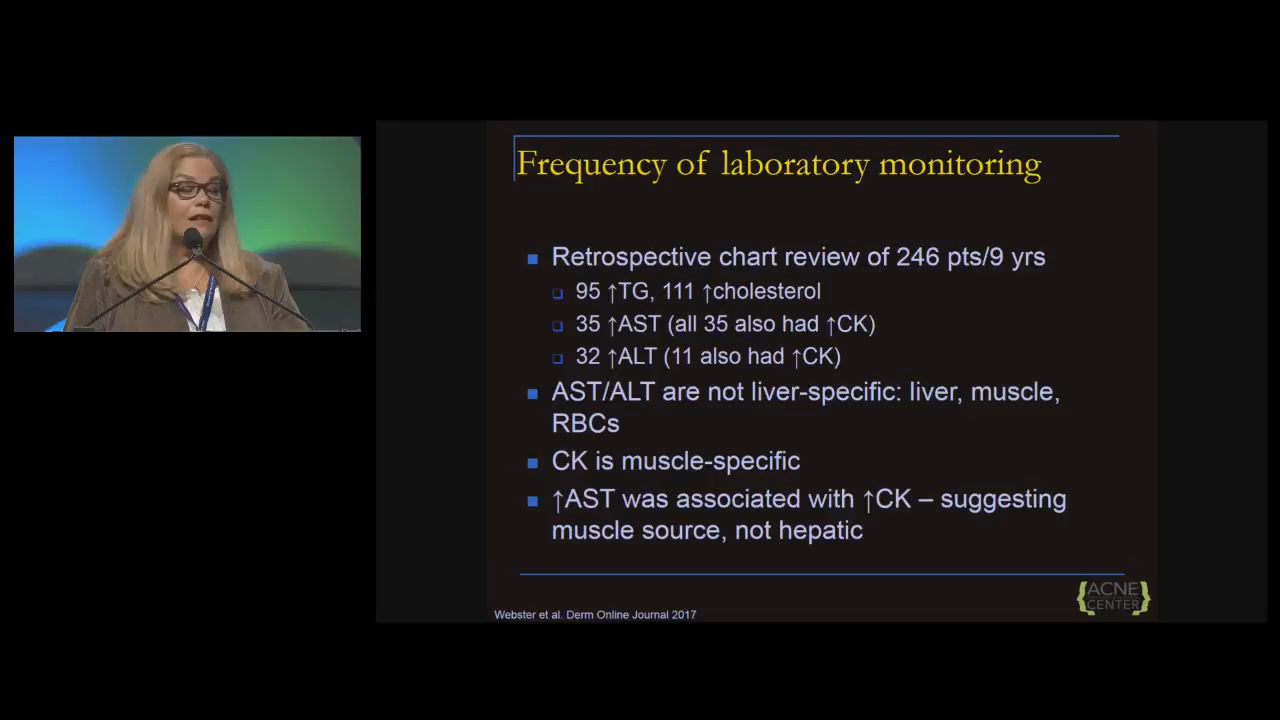 Frequency of laboratory monitoring
Retrospective chart review of 246 pts/9 yrs
95 ↑TG, 111 ↑cholesterol
35 ↑AST (all 35 also had ↑CK)
32 ↑ALT (11 also had ↑CK)
AST/ALT are not liver-specific: liver, muscle,
RBCs
CK is muscle-specific
↑AST was associated with ↑CK – suggesting
muscle source, not hepatic
Webster et al. Derm Online Journal 2017
{ACNE
CENTER}